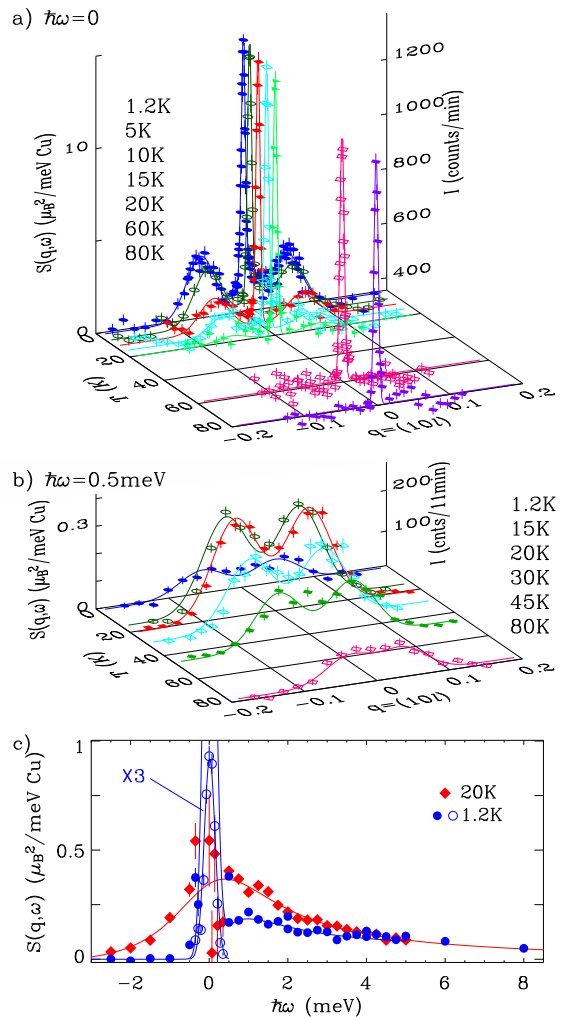 a) ℏω=0
1200
1000
800
600
400
I (counts/min)
10
0
S(q,ω) (μB²/meV Cu)
1.2K
5K
10K
15K
20K
60K
80K
0
20
40
60
80
T (K)
-0.2
-0.1
0
0.1
0.2
q=(10l)
b) ℏω=0.5meV
200
100
I (cnts/11min)
0.3
0
S(q,ω) (μB²/meV Cu)
1.2K
15K
20K
30K
45K
80K
0
20
40
60
80
T (K)
-0.2
-0.1
0
0.1
0.2
q=(10l)
c)
1
0.5
0
S(q,ω) (μB²/meV Cu)
X3
20K
1.2K
-2
0
2
4
6
8
ℏω (meV)